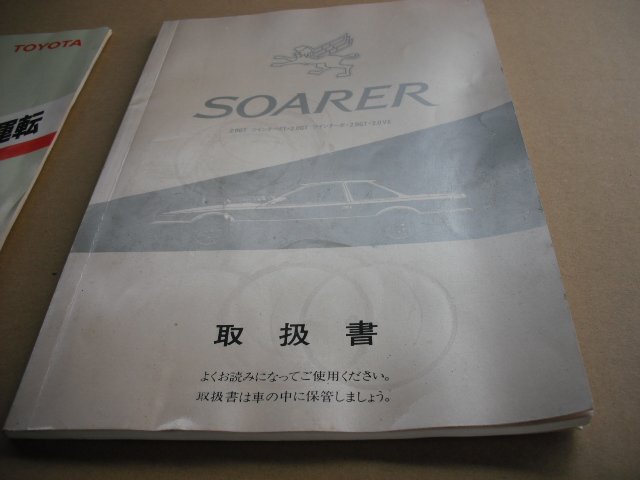 TOYOTA
運転
SOARER
取扱書
よくお読みになってご使用ください。
取扱書は車の中に保管しましょう。